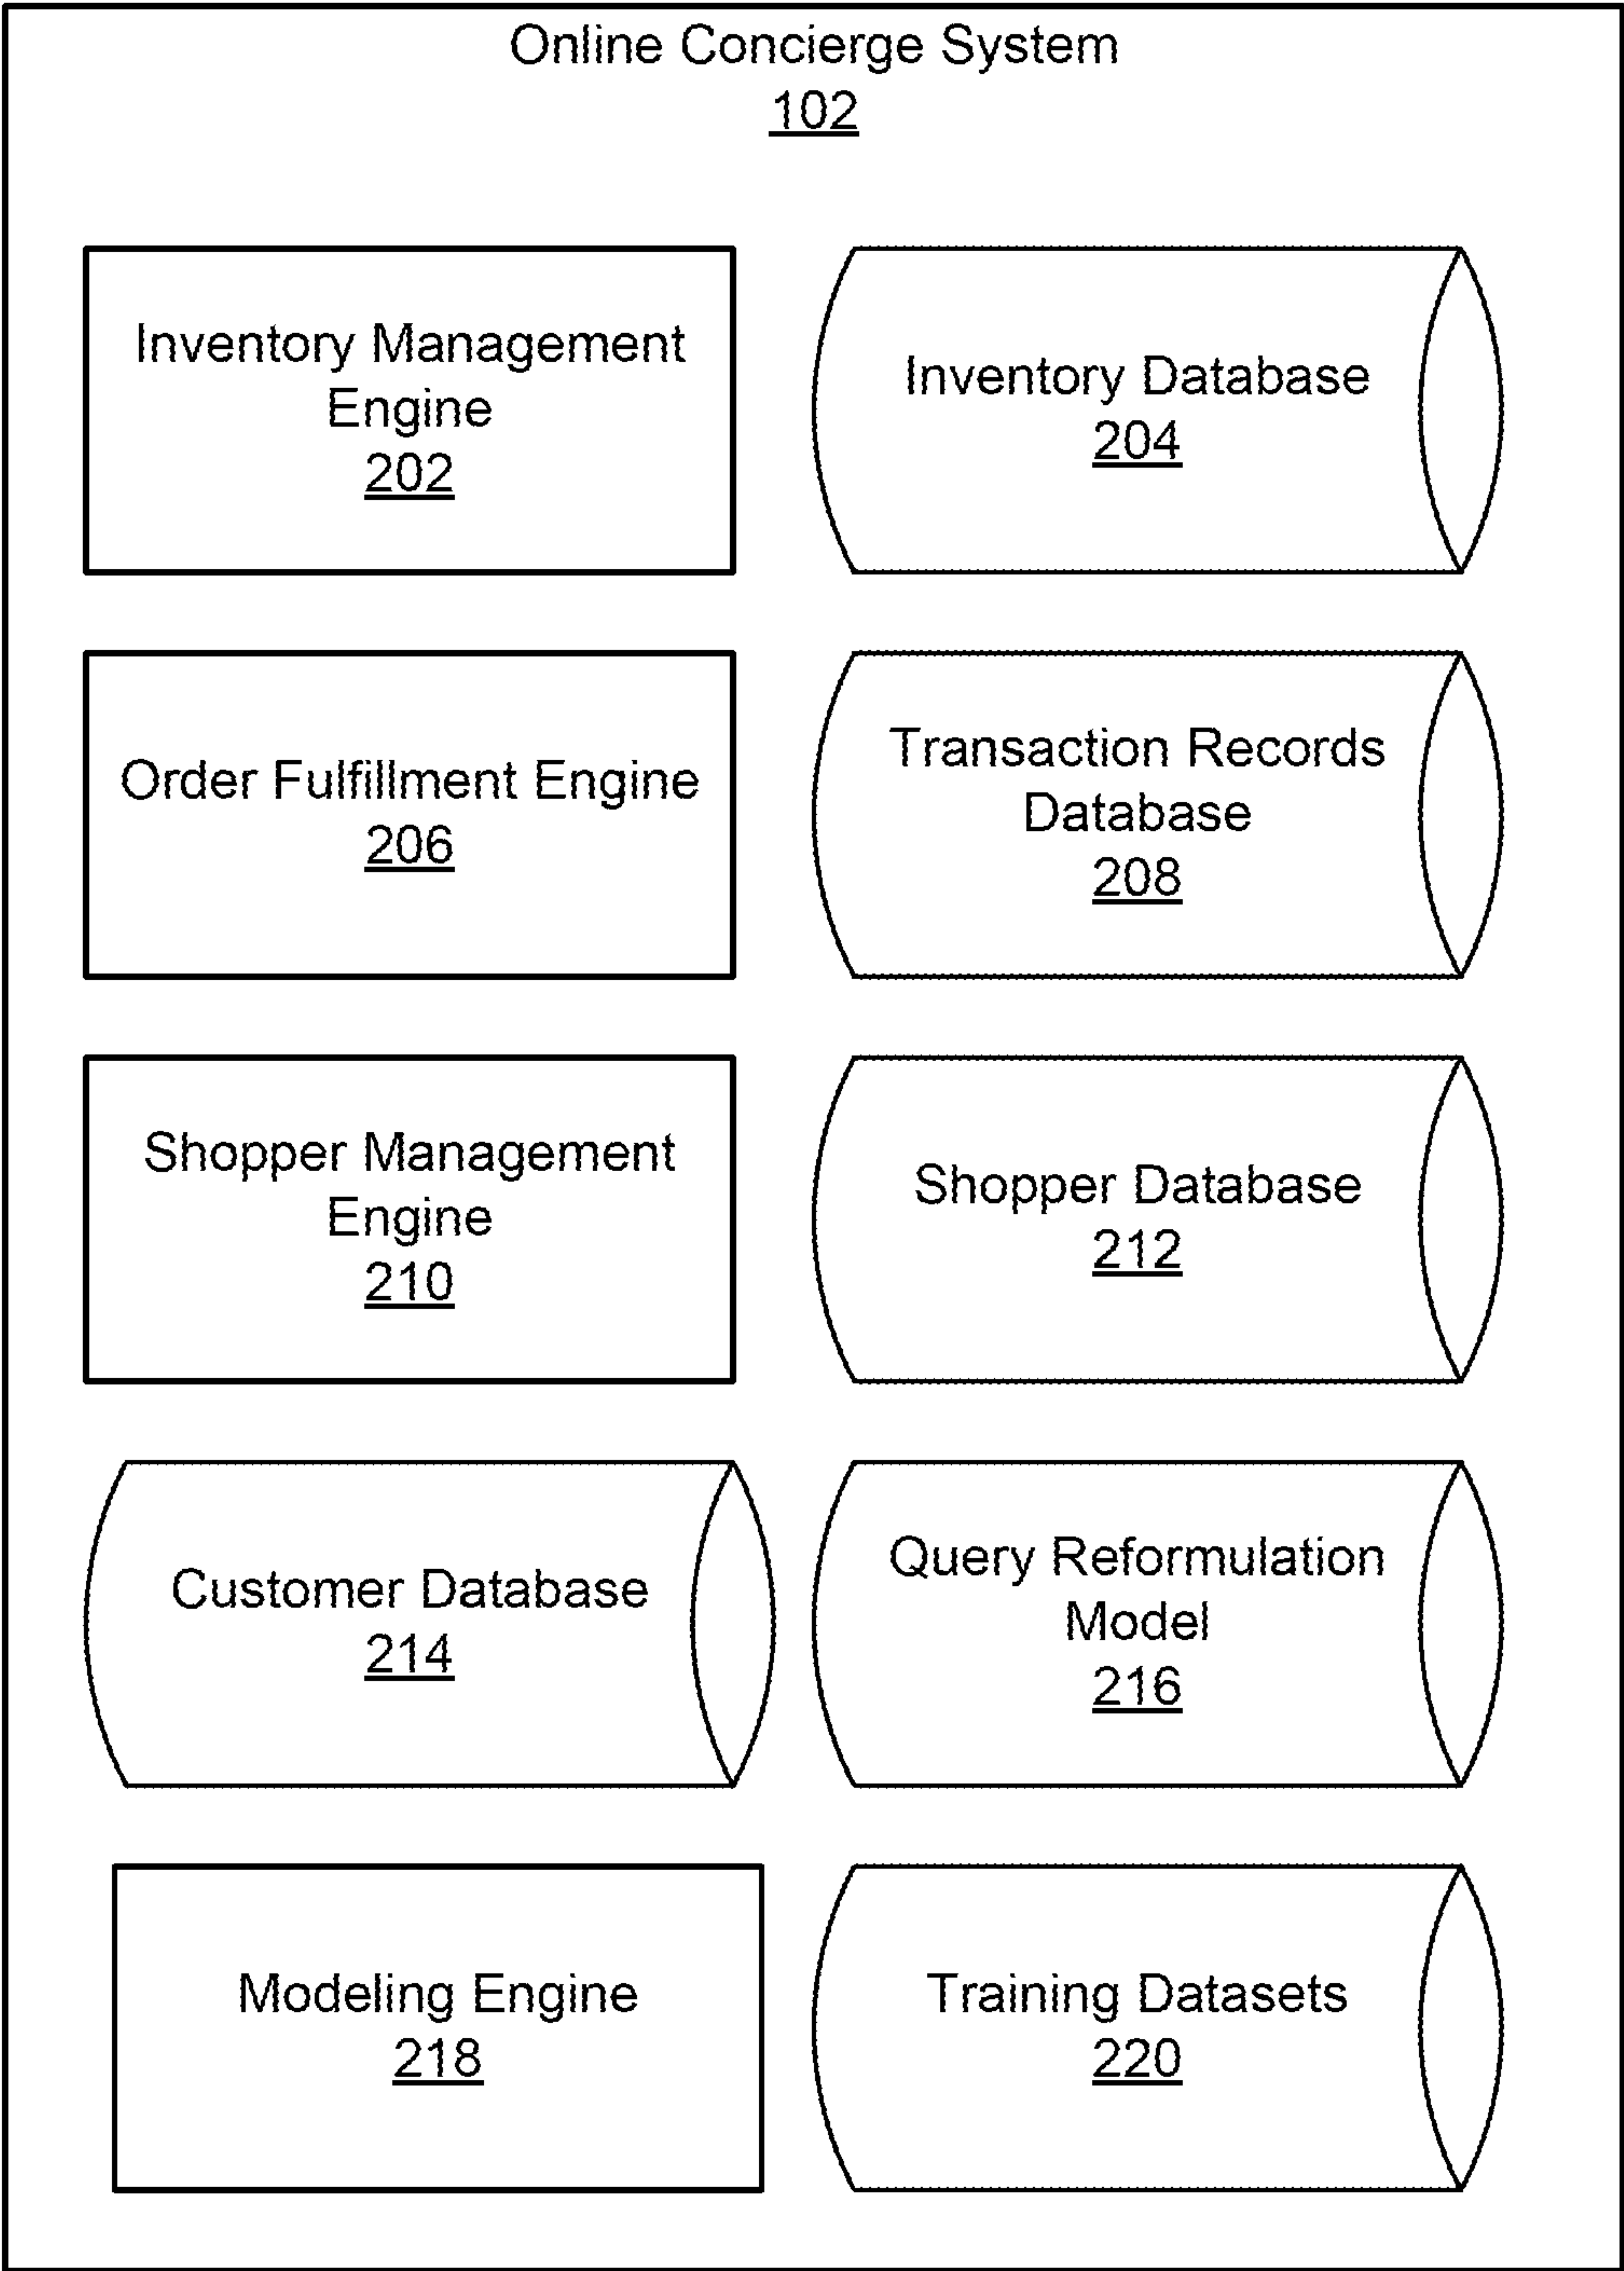 Online Concierge System
102
Inventory Management
Engine
202
Inventory Database
204
Order Fulfillment Engine
206
Transaction Records
Database
208
Shopper Management
Engine
210
Shopper Database
212
Customer Database
214
Query Reformulation
Model
216
Modeling Engine
218
Training Datasets
220